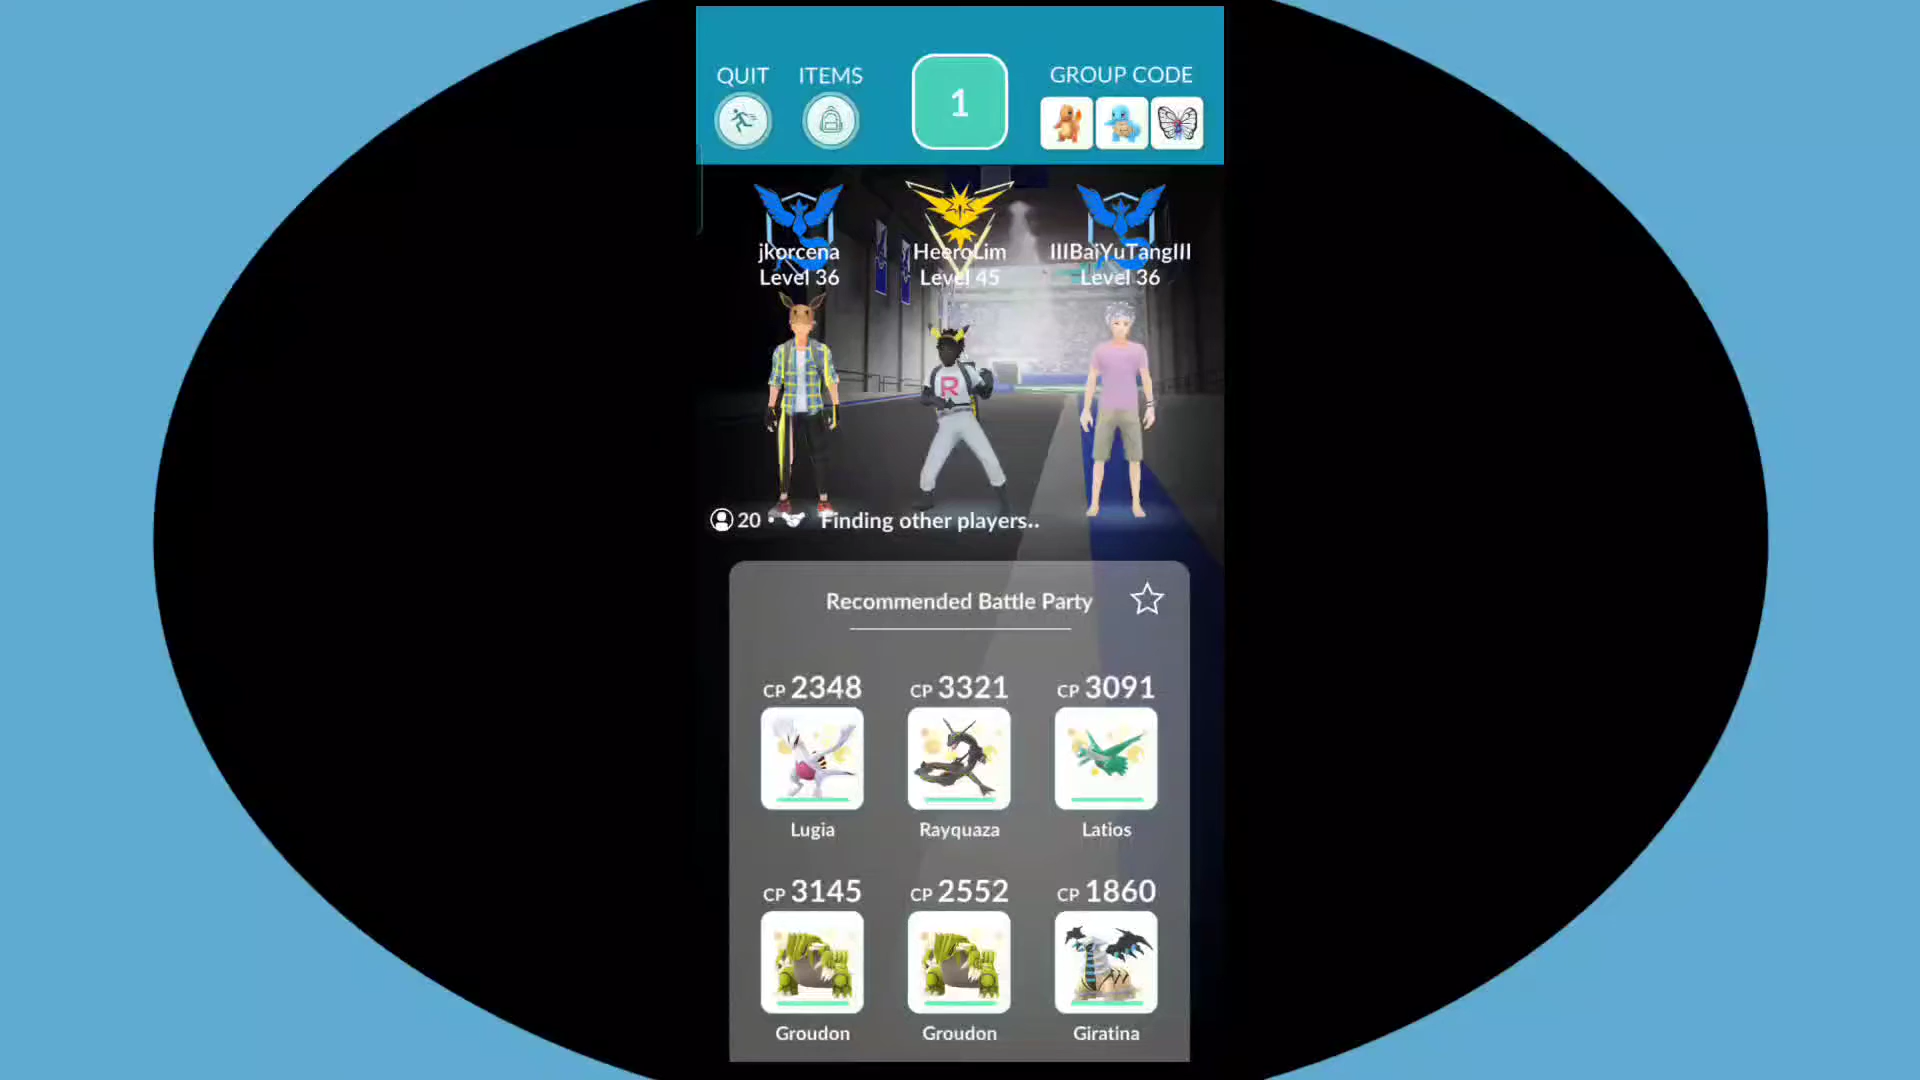 QUIT ITEMS 1 GROUP CODE
jkorcena HeeroLim IIIBaiYuTangIII
Level 36 Level 45 Level 36
R
20 • Finding other players..
Recommended Battle Party
CP 2348 CP 3321 CP 3091
Lugia Rayquaza Latios
CP 3145 CP 2552 CP 1860
Groudon Groudon Giratina